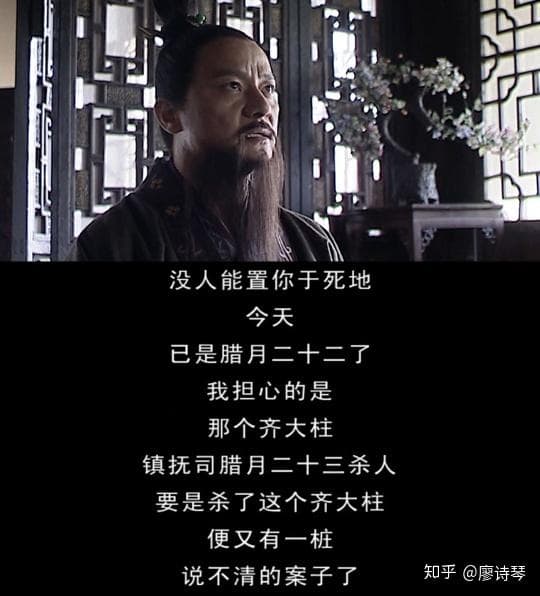 没人能置你于死地
今天
已是腊月二十二了
我担心的是
那个齐大柱
镇抚司腊月二十三杀人
要是杀了这个齐大柱
便又有一桩
说不清的案子了
知乎 @廖诗琴